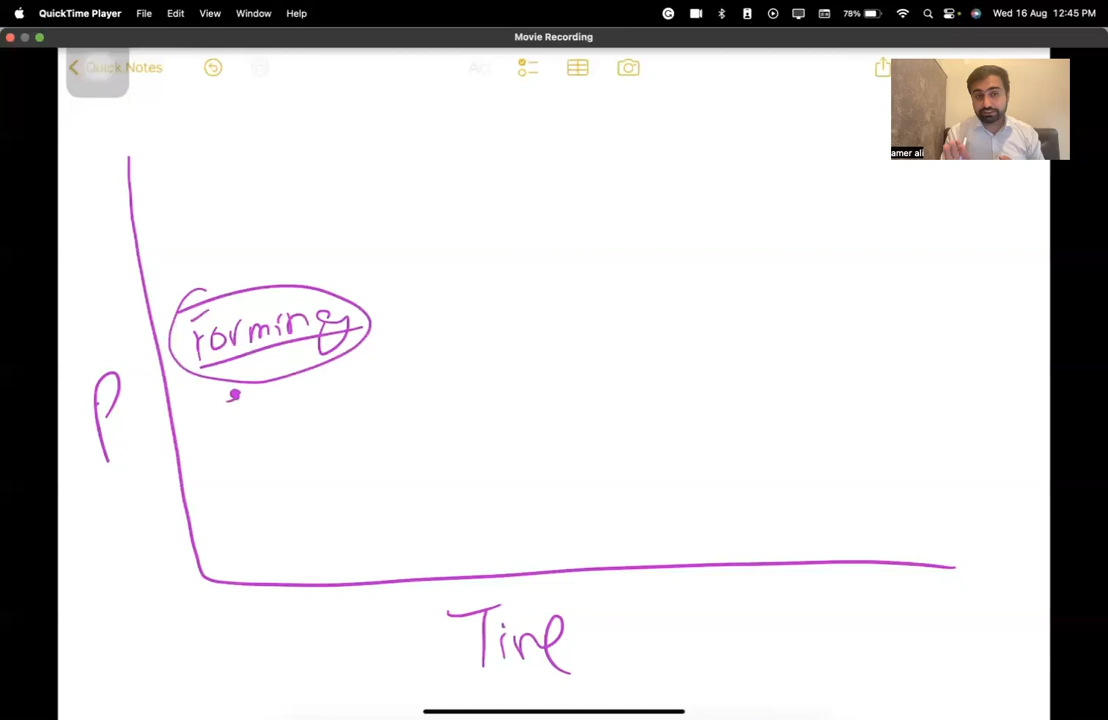 QuickTime Player File Edit View Window Help 78% Wed 16 Aug 12:45 PM
Movie Recording
Quick Notes
amer ali
Forming
P
Time